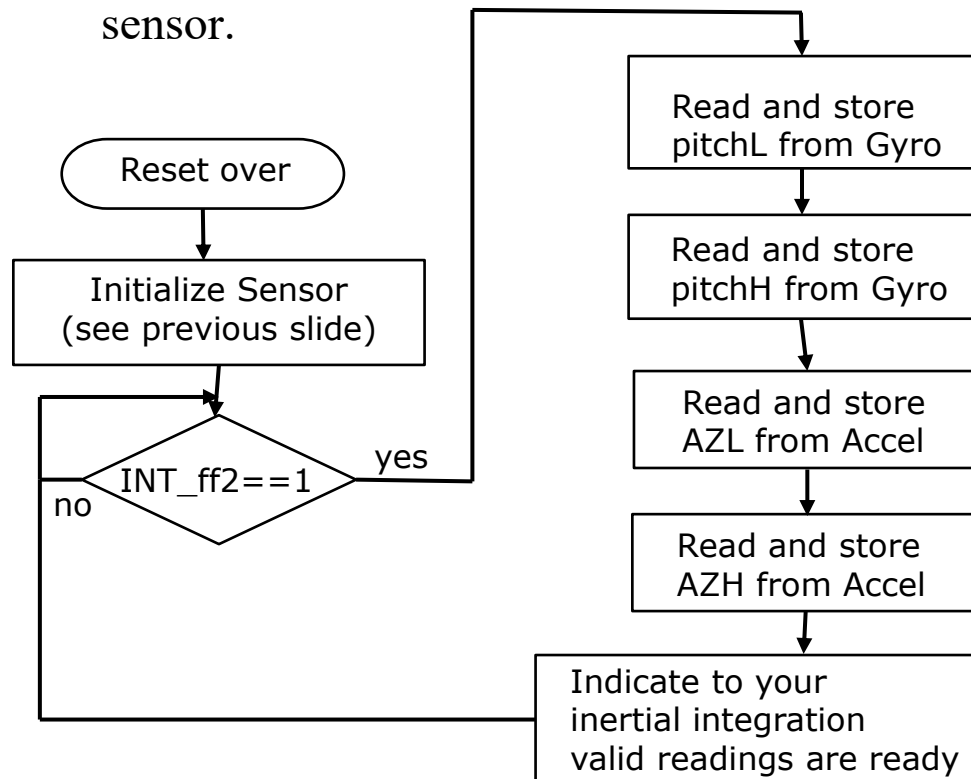 sensor.
Reset over
Initialize Sensor
(see previous slide)
INT_ff2==1
yes
no
Read and store
pitchL from Gyro
Read and store
pitchH from Gyro
Read and store
AZL from Accel
Read and store
AZH from Accel
Indicate to your
inertial integration
valid readings are ready